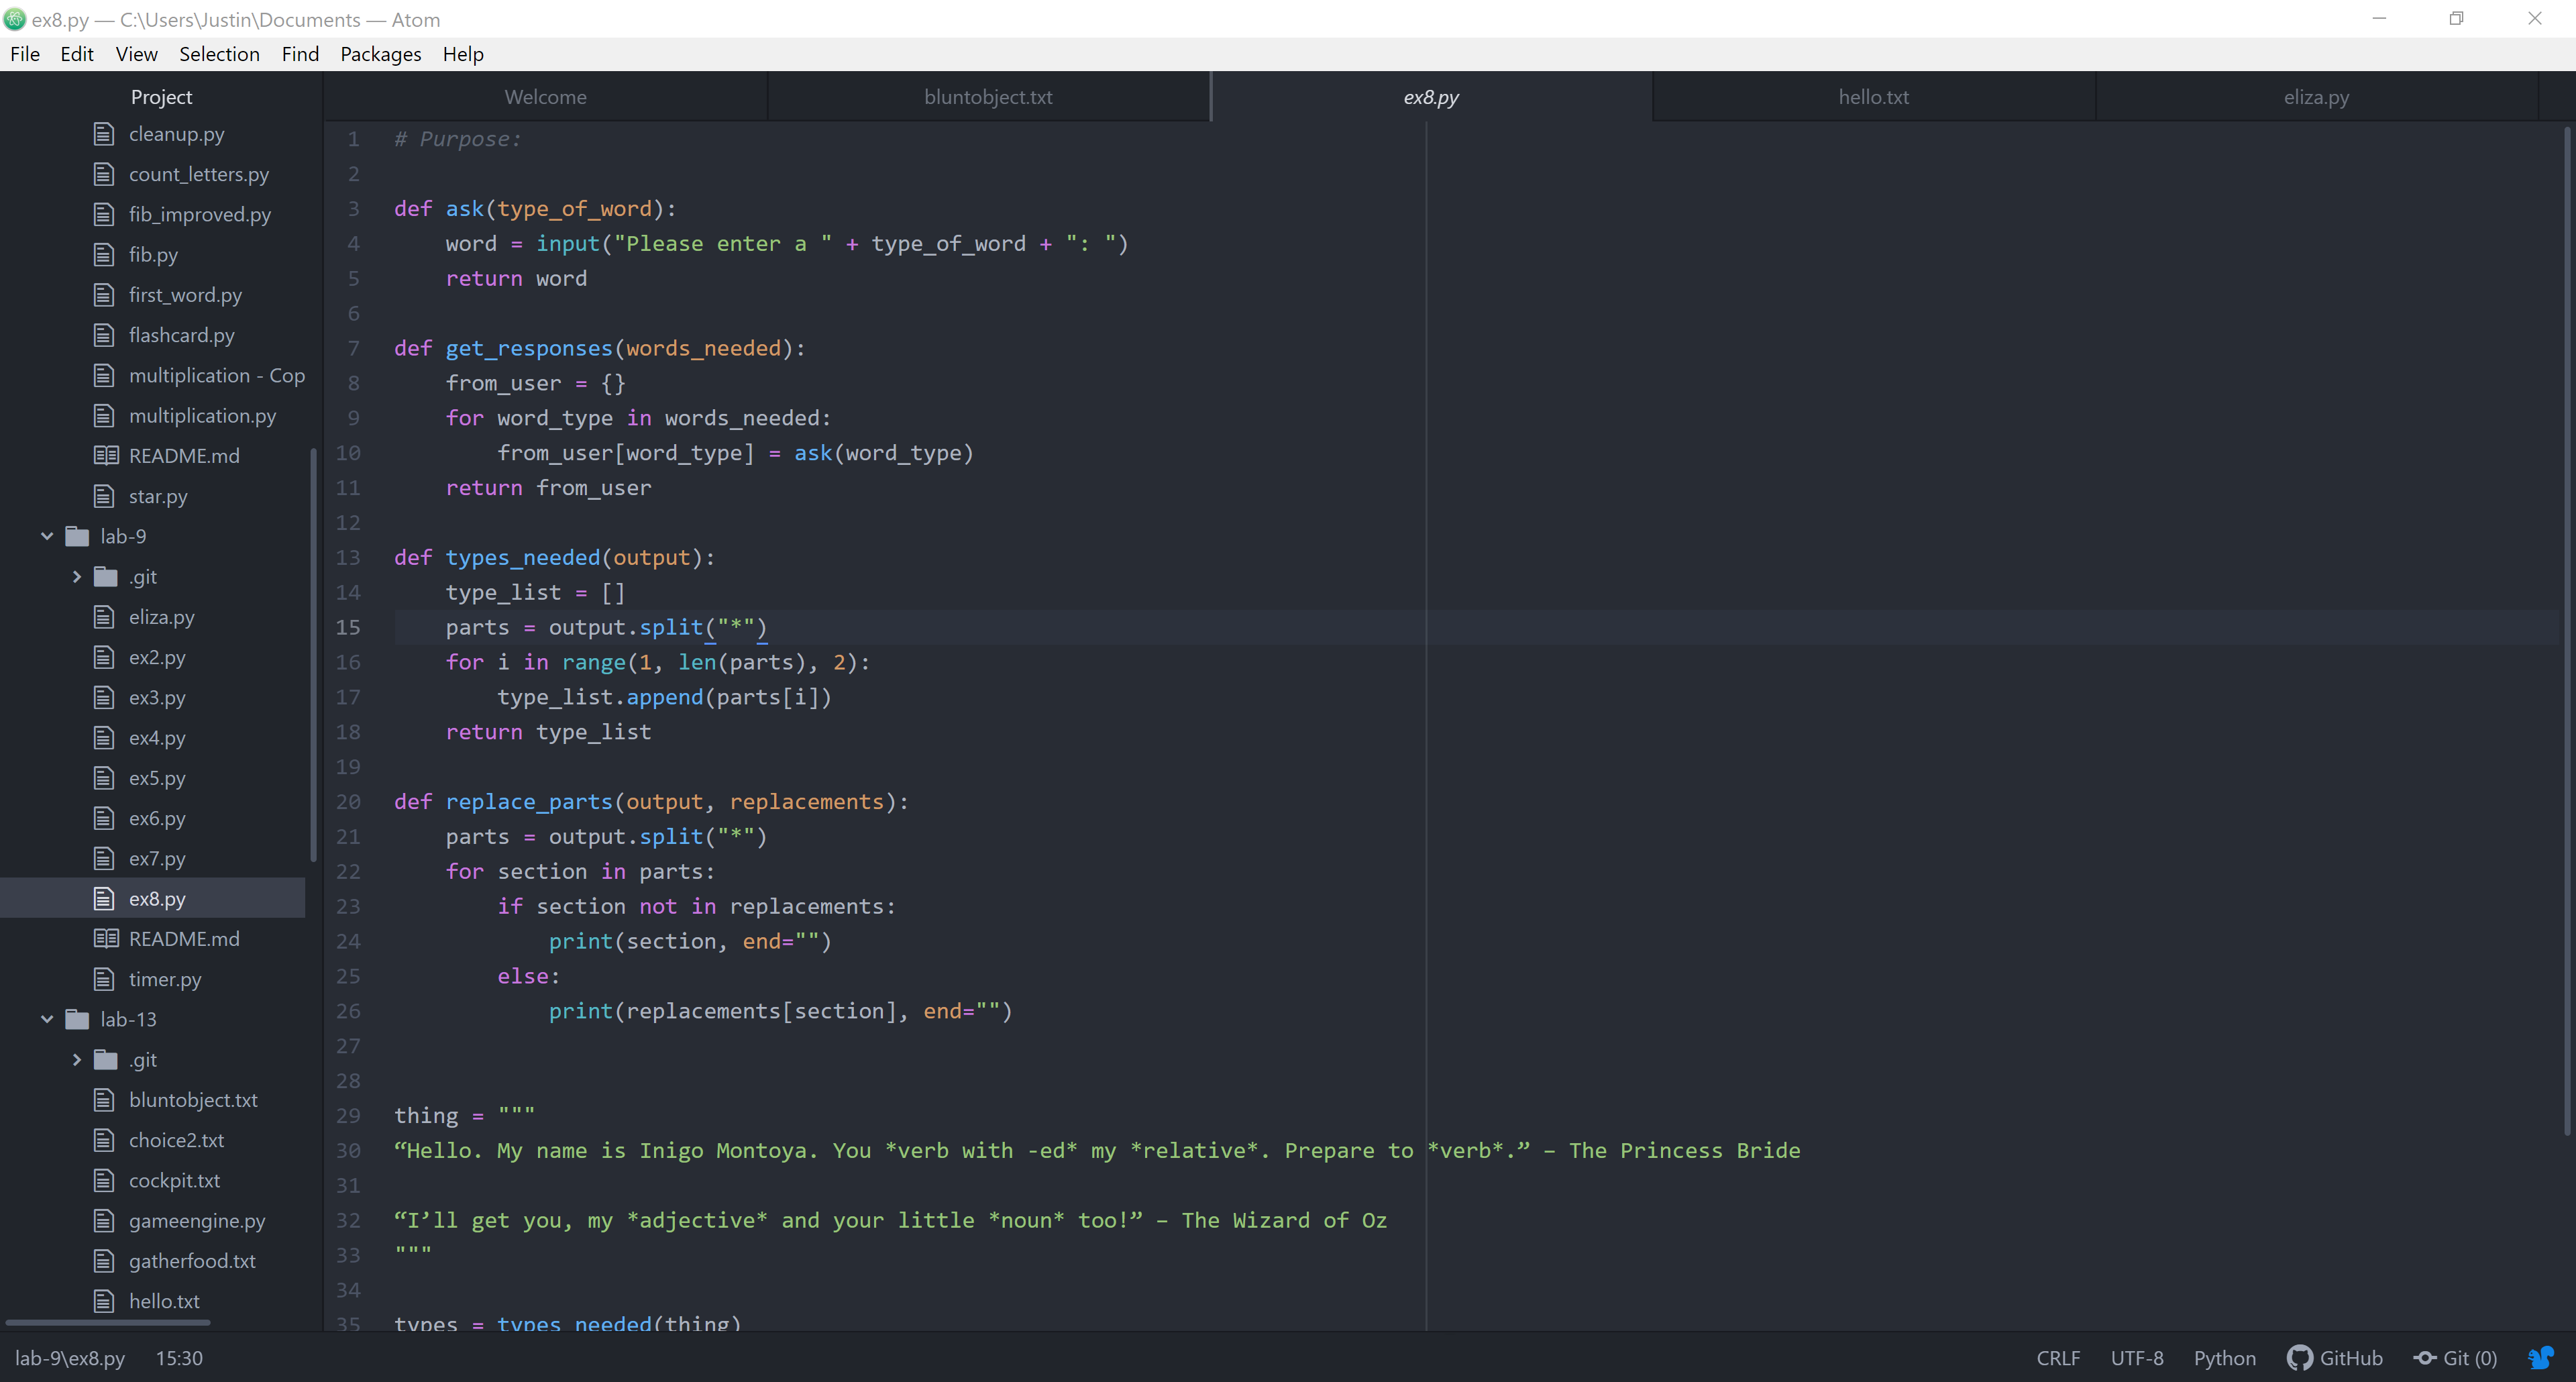 ex8.py — C:\Users\Justin\Documents — Atom
File Edit View Selection Find Packages Help
Project
cleanup.py
count_letters.py
fib_improved.py
fib.py
first_word.py
flashcard.py
multiplication - Cop
multiplication.py
README.md
star.py
lab-9
.git
eliza.py
ex2.py
ex3.py
ex4.py
ex5.py
ex6.py
ex7.py
ex8.py
README.md
timer.py
lab-13
.git
bluntobject.txt
choice2.txt
cockpit.txt
gameengine.py
gatherfood.txt
hello.txt
Welcome bluntobject.txt ex8.py hello.txt eliza.py
1 # Purpose:
2
3 def ask(type_of_word):
4     word = input("Please enter a " + type_of_word + ": ")
5     return word
6
7 def get_responses(words_needed):
8     from_user = {}
9     for word_type in words_needed:
10         from_user[word_type] = ask(word_type)
11     return from_user
12
13 def types_needed(output):
14     type_list = []
15     parts = output.split("*")
16     for i in range(1, len(parts), 2):
17         type_list.append(parts[i])
18     return type_list
19
20 def replace_parts(output, replacements):
21     parts = output.split("*")
22     for section in parts:
23         if section not in replacements:
24             print(section, end="")
25         else:
26             print(replacements[section], end="")
27
28
29 thing = """
30 “Hello. My name is Inigo Montoya. You *verb with -ed* my *relative*. Prepare to *verb*.” – The Princess Bride
31
32 “I’ll get you, my *adjective* and your little *noun* too!” – The Wizard of Oz
33 """
34
35 types = types_needed(thing)
lab-9\ex8.py 15:30 CRLF UTF-8 Python GitHub Git (0)